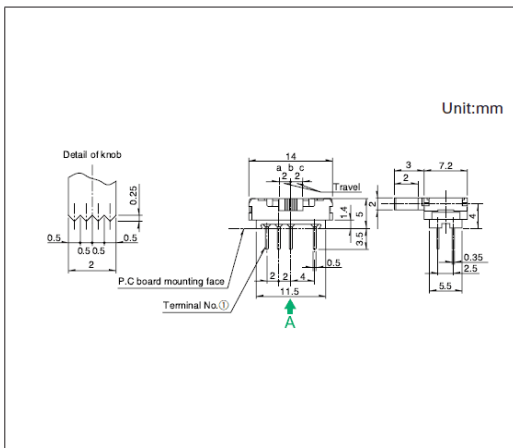 Unit:mm
Detail of knob
0.25
0.5
0.5
0.5 0.5
2
14
a b c
2 2
Travel
1.4
5
3.5
P.C board mounting face
Terminal No.①
2 2 4
0.5
11.5
A
3
7.2
2
2
4
0.35
2.5
5.5